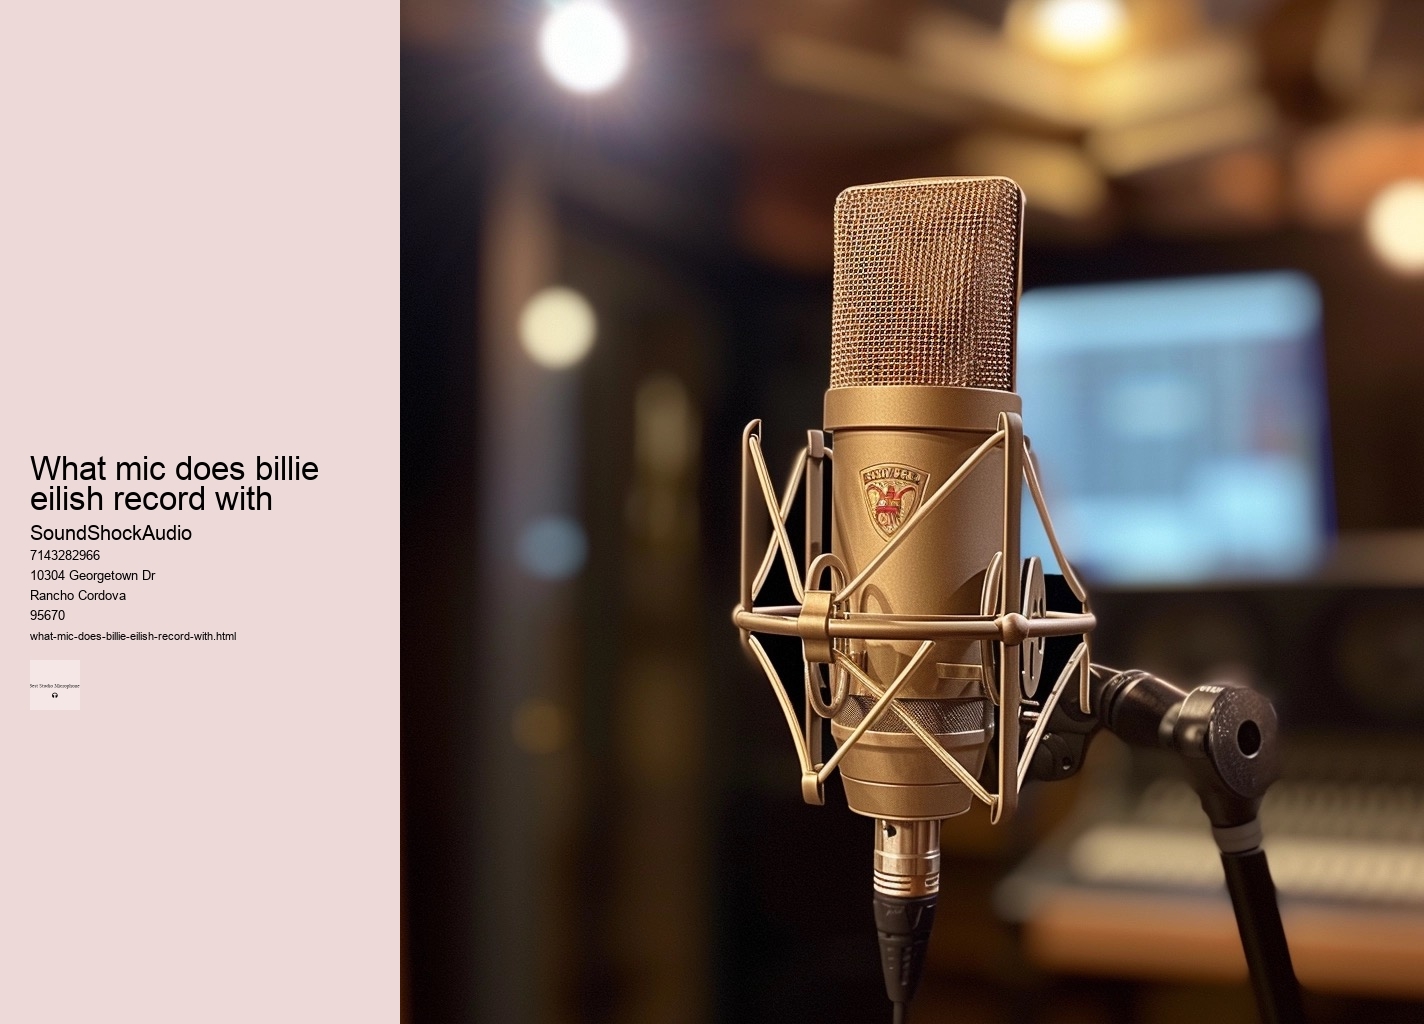 What mic does billie
eilish record with
SoundShockAudio
7143282966
10304 Georgetown Dr
Rancho Cordova
95670
what-mic-does-billie-eilish-record-with.html
Best Studio Microphone